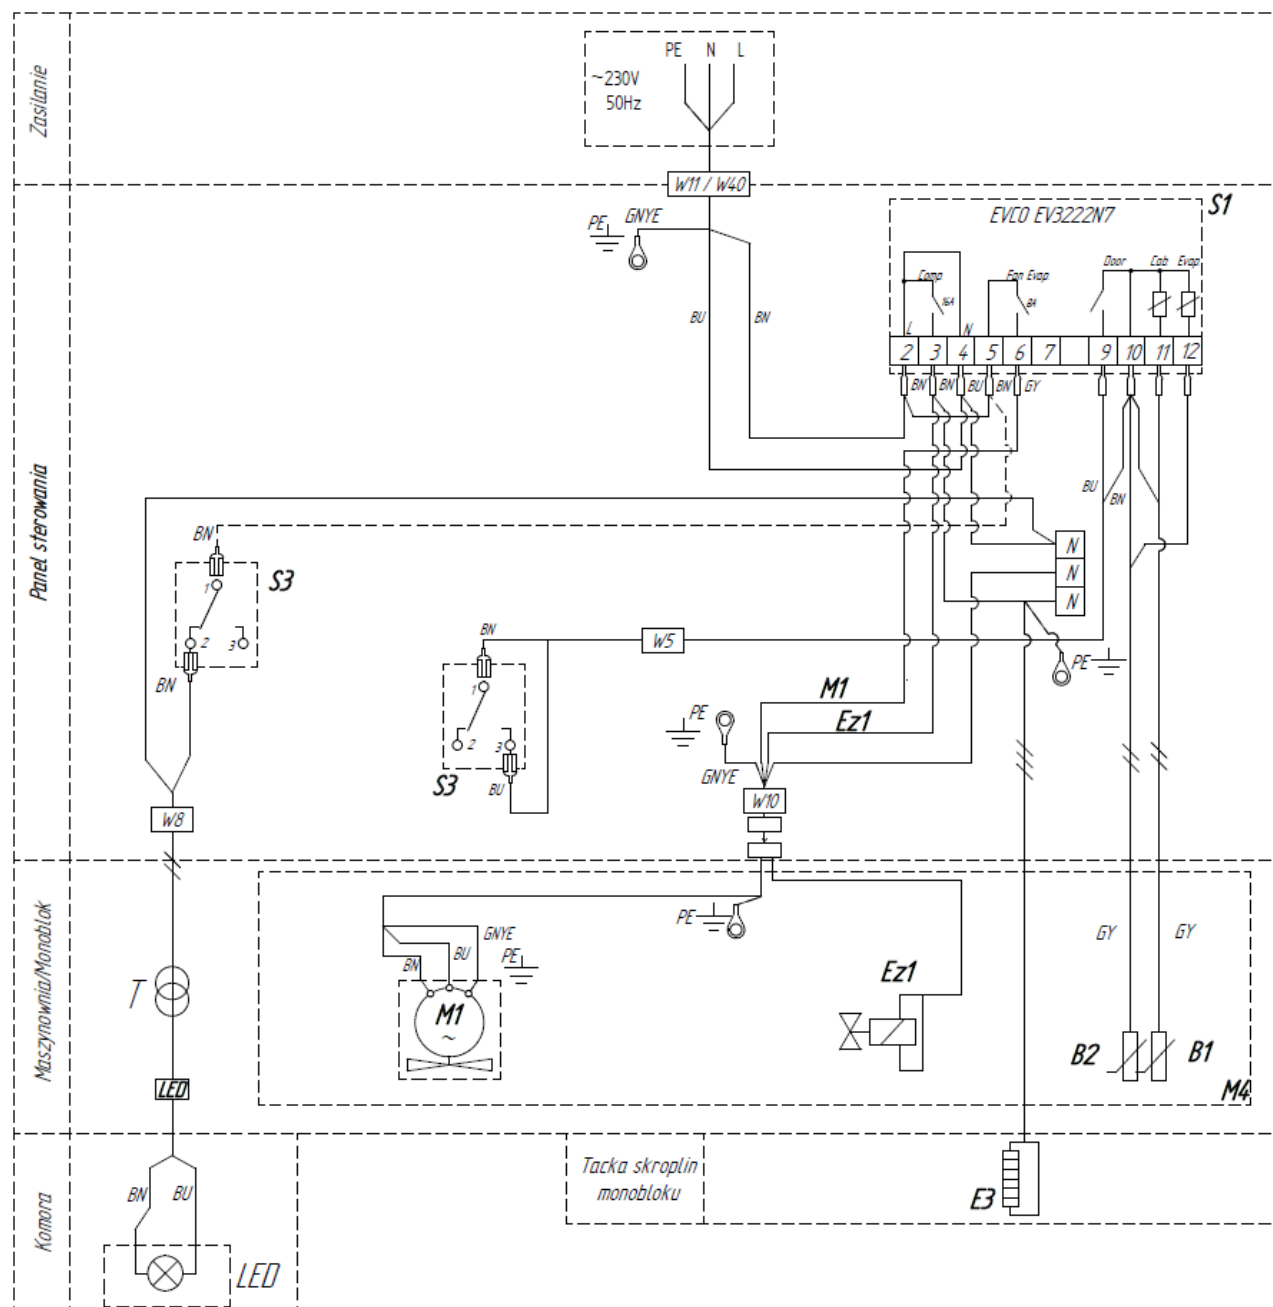 Zasilanie
PE N L
~230V
50Hz
W11 / W40
S1
EVCO EV3222N7
PE
GNYE
Comp
Fan Evap
Door
Cab
Evap
16A
8A
L
N
2 3 4 5 6 7 9 10 11 12
BU
BN
BN
BN
BU
BN
GY
Panel sterowania
BU
BN
BN
S3
1
2
3
BN
N
N
N
BN
W5
PE
1
2
3
S3
BU
M1
Ez1
PE
GNYE
W10
W8
Maszynownia/Monoblok
PE
GNYE
BU
BN
PE
M1
~
Ez1
GY
GY
B2
B1
M4
T
LED
Komora
Tacka skroplin
monobloku
E3
BN
BU
LED